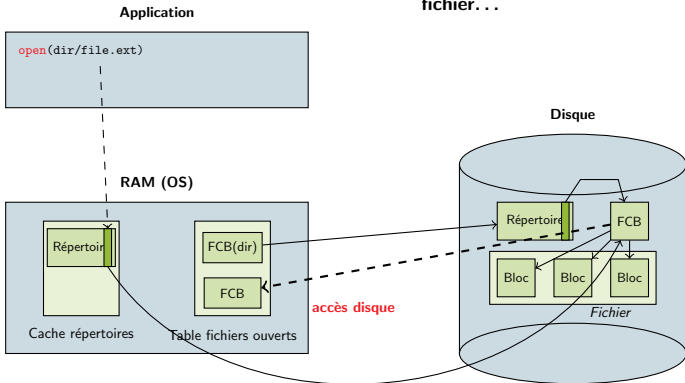 fichier...
Application
open(dir/file.ext)
Disque
RAM (OS)
Répertoire
FCB
Répertoir
FCB(dir)
FCB
Bloc
Bloc
Bloc
accès disque
Fichier
Cache répertoires
Table fichiers ouverts